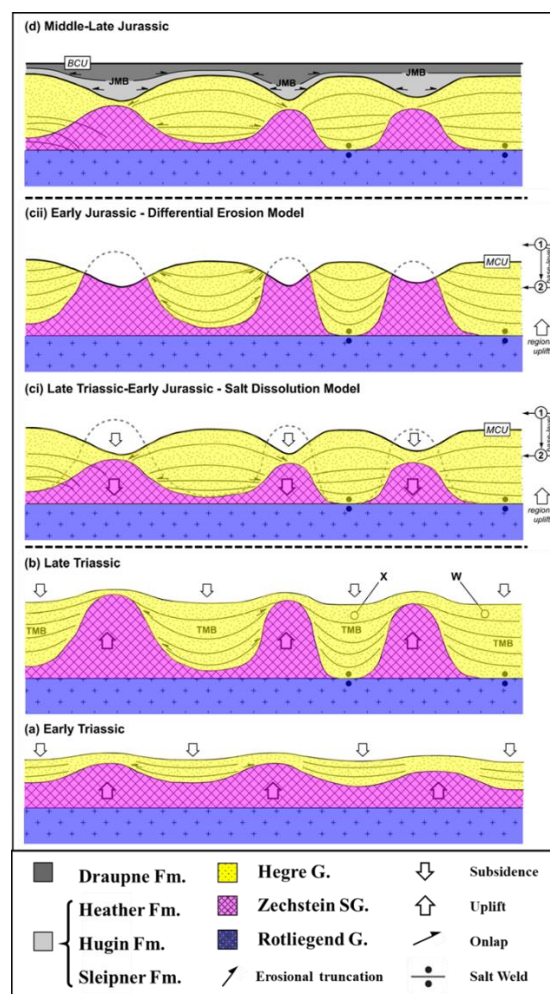 (d) Middle-Late Jurassic
BCU
JMB
JMB
JMB
(cii) Early Jurassic - Differential Erosion Model
MCU
1
2
regional
uplift
(ci) Late Triassic-Early Jurassic - Salt Dissolution Model
MCU
1
2
regional
uplift
(b) Late Triassic
X
W
TMB
TMB
TMB
TMB
(a) Early Triassic
Draupne Fm.
Hegre G.
Subsidence
Heather Fm.
Zechstein SG.
Uplift
Hugin Fm.
Rotliegend G.
Onlap
Sleipner Fm.
Erosional truncation
Salt Weld